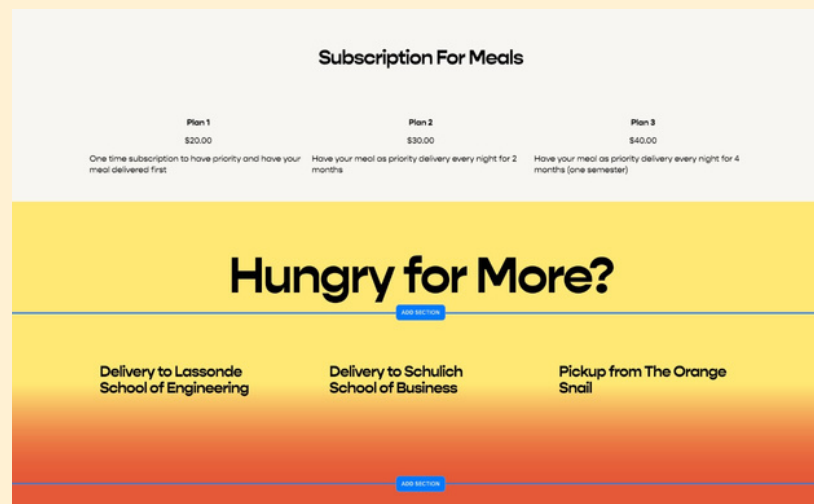 Subscription For Meals
Plan 1
$20.00
One time subscription to have priority and have your
meal delivered first
Plan 2
$30.00
Have your meal as priority delivery every night for 2
months
Plan 3
$40.00
Have your meal as priority delivery every night for 4
months (one semester)
Hungry for More?
ADD SECTION
Delivery to Lassonde
School of Engineering
Delivery to Schulich
School of Business
Pickup from The Orange
Snail
ADD SECTION